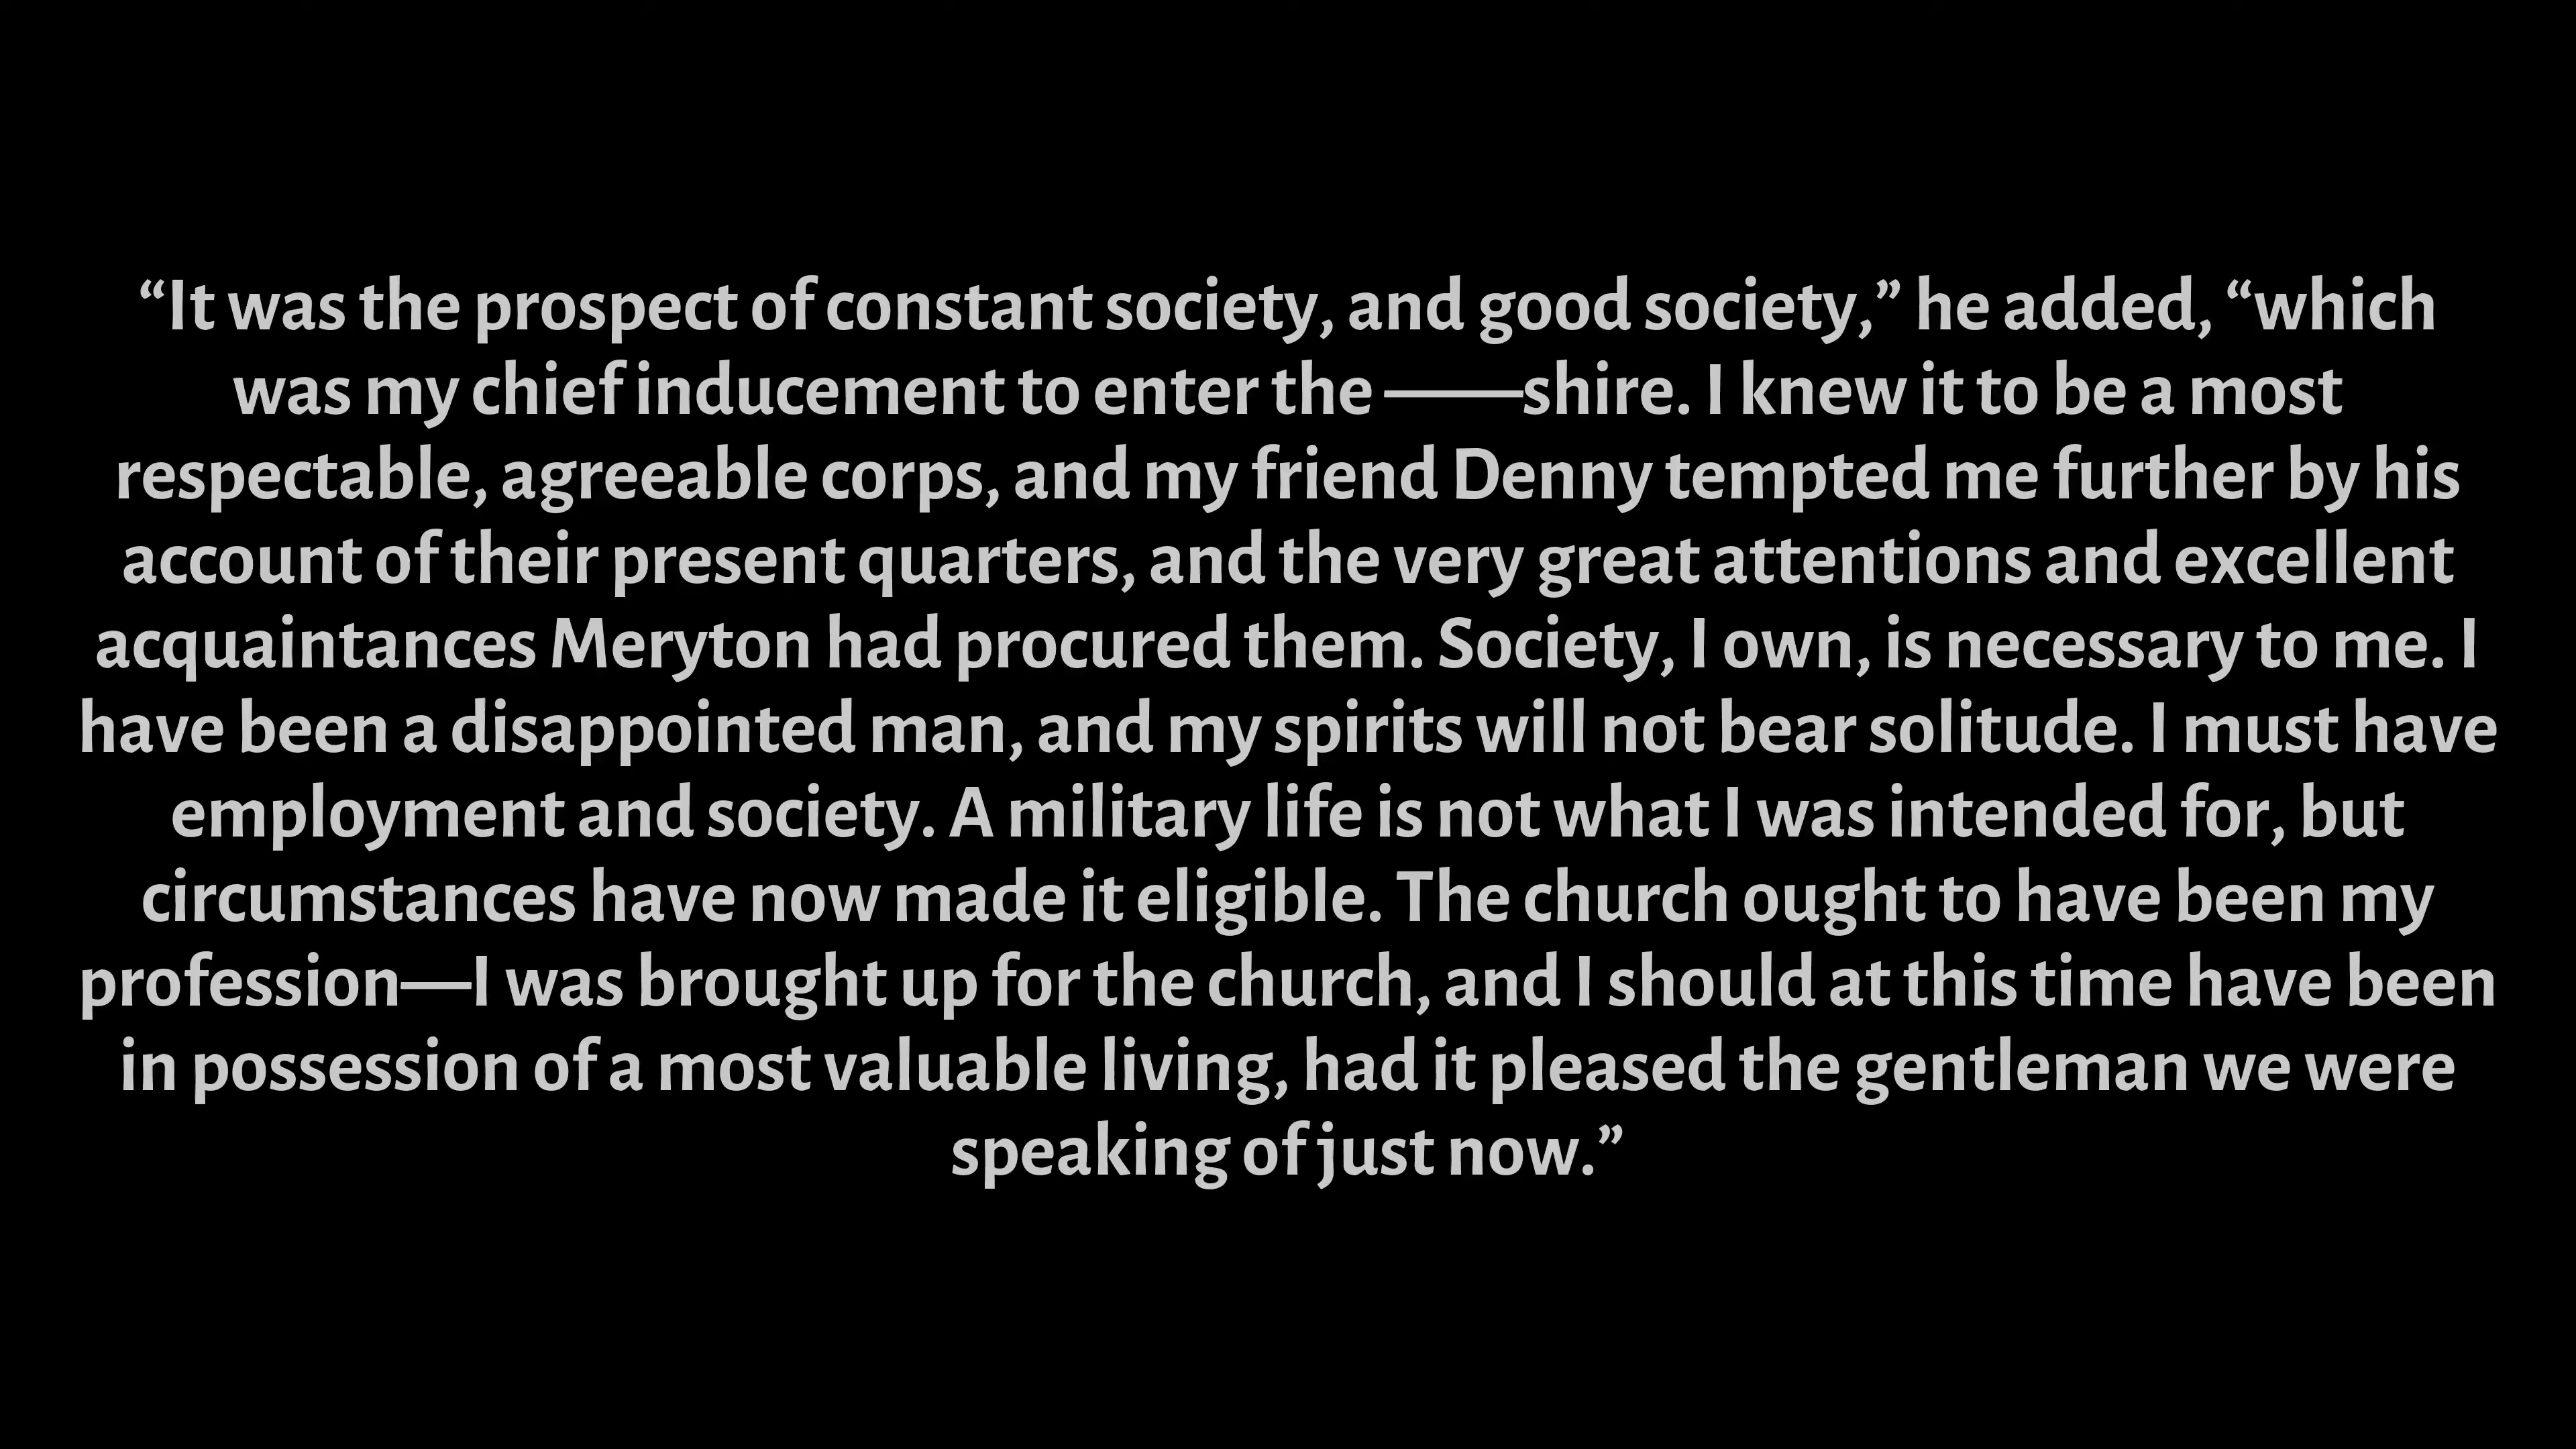 “It was the prospect of constant society, and good society,” he added, “which
was my chief inducement to enter the ——shire. I knew it to be a most
respectable, agreeable corps, and my friend Denny tempted me further by his
account of their present quarters, and the very great attentions and excellent
acquaintances Meryton had procured them. Society, I own, is necessary to me. I
have been a disappointed man, and my spirits will not bear solitude. I must have
employment and society. A military life is not what I was intended for, but
circumstances have now made it eligible. The church ought to have been my
profession—I was brought up for the church, and I should at this time have been
in possession of a most valuable living, had it pleased the gentleman we were
speaking of just now.”